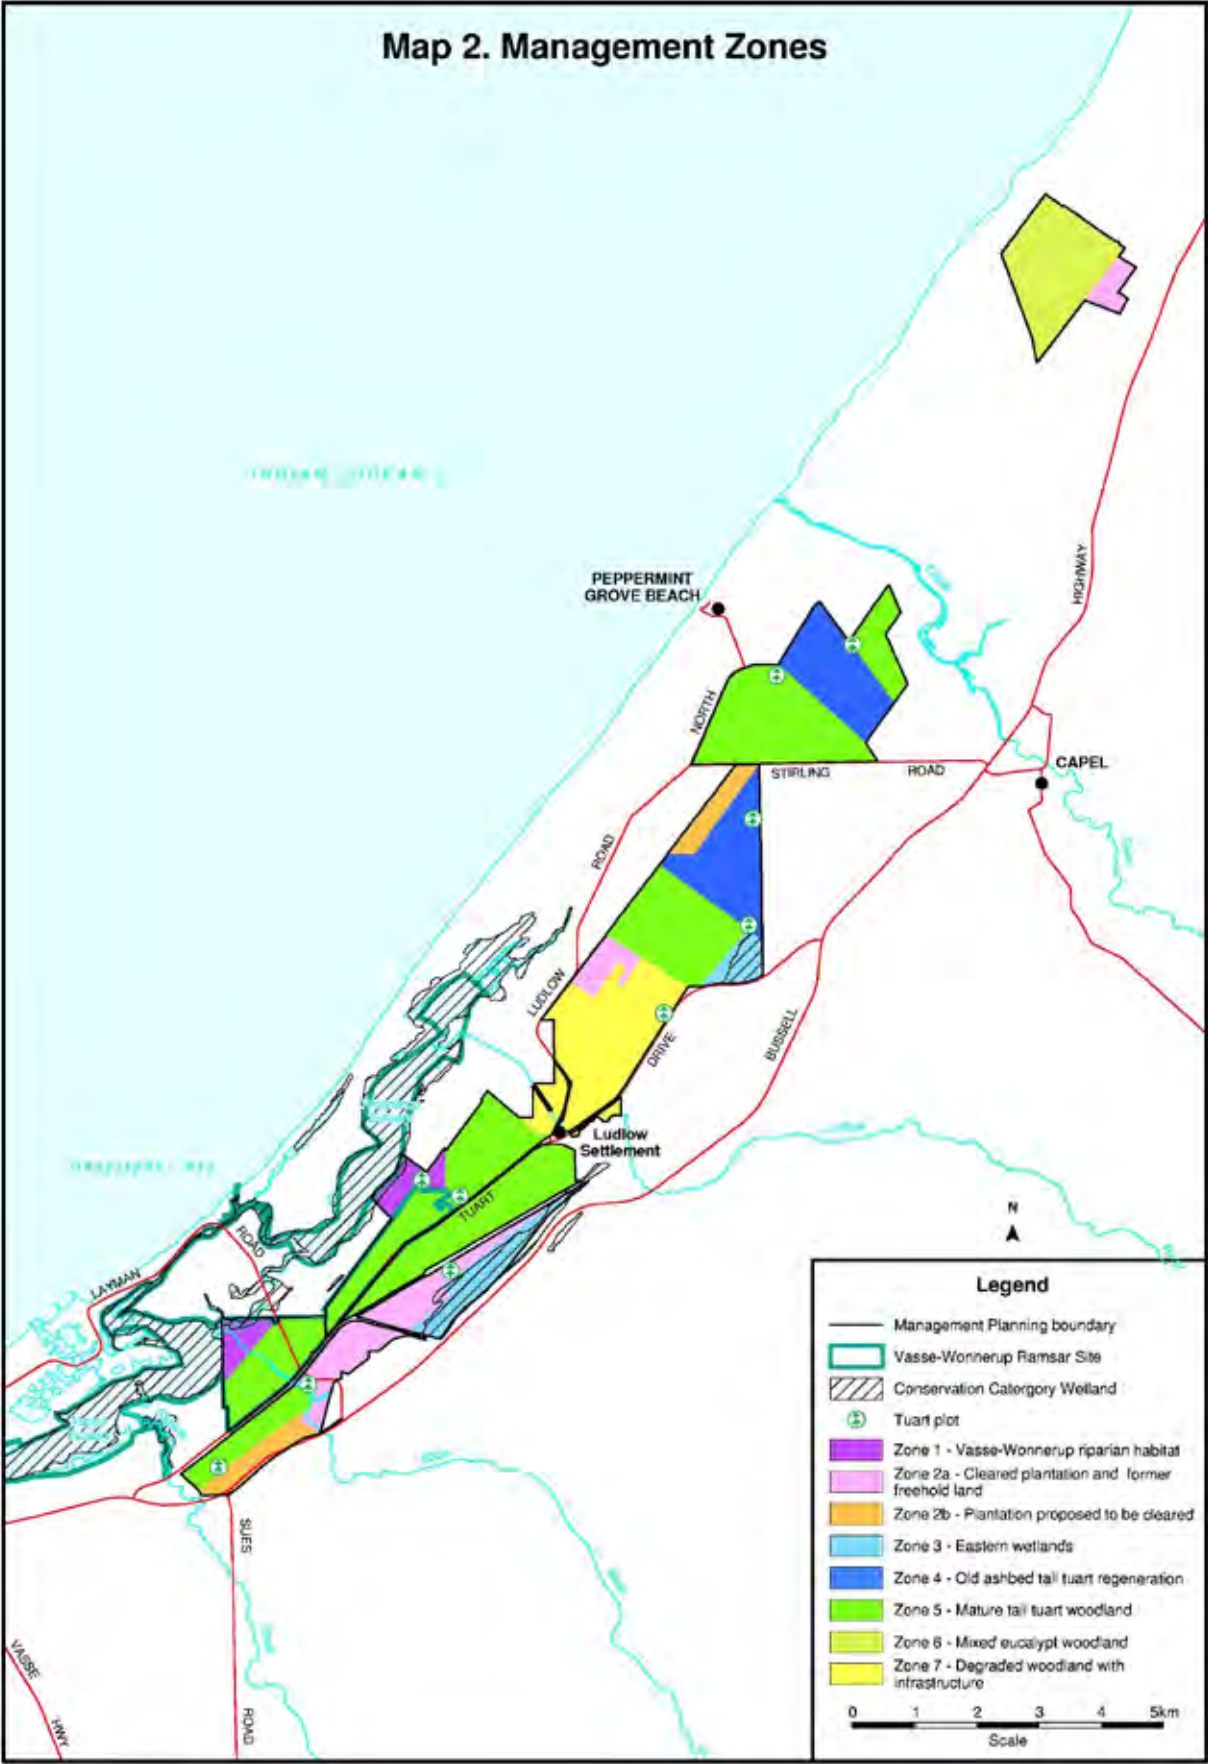 Map 2. Management Zones
PEPPERMINT
GROVE BEACH
HIGHWAY
NORTH
STIRLING
ROAD
CAPEL
ROAD
LUDLOW
DRIVE
BUSSELL
Ludlow
Settlement
TUART
ROAD
LAYMAN
SUES
ROAD
VASSE
HWY
N
Legend
Management Planning boundary
Vasse-Wonnerup Ramsar Site
Conservation Catergory Wetland
Tuart plot
Zone 1 - Vasse-Wonnerup riparian habitat
Zone 2a - Cleared plantation and former
freehold land
Zone 2b - Plantation proposed to be cleared
Zone 3 - Eastern wetlands
Zone 4 - Old ashbed tall tuart regeneration
Zone 5 - Mature tall tuart woodland
Zone 6 - Mixed eucalypt woodland
Zone 7 - Degraded woodland with
infrastructure
0 1 2 3 4 5km
Scale